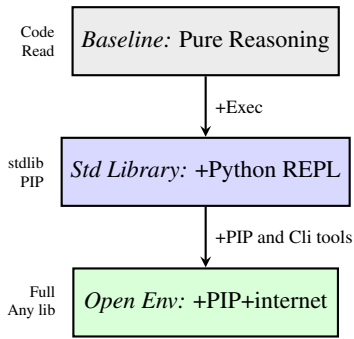 Code
Read
Baseline: Pure Reasoning
+Exec
stdlib
PIP
Std Library: +Python REPL
+PIP and Cli tools
Full
Any lib
Open Env: +PIP+internet